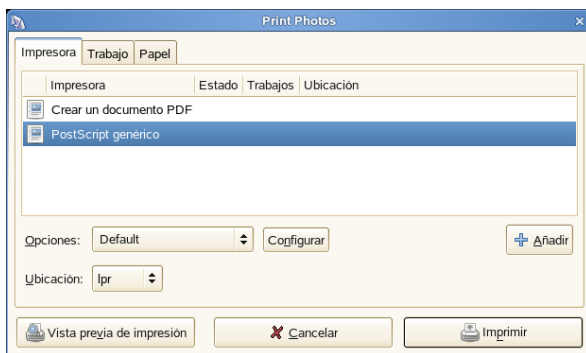 Print Photos
Impresora Trabajo Papel
Impresora Estado Trabajos Ubicación
Crear un documento PDF
PostScript genérico
Opciones: Default Configurar Añadir
Ubicación: lpr
Vista previa de impresión Cancelar Imprimir